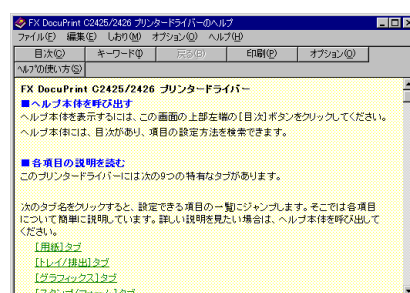 FX DocuPrint C2425/2426 プリンタードライバーのヘルプ
ファイル(F) 編集(E) しおり(M) オプション(O) ヘルプ(H)
目次(C) キーワード(I) 戻る(B) 印刷(P) オプション(O)
ヘルプの使い方(S)
FX DocuPrint C2425/2426 プリンタードライバー
■ヘルプ本体を呼び出す
ヘルプ本体を表示するには、この画面の上部左端の[目次]ボタンをクリックしてください。
ヘルプ本体には、目次があり、項目の設定方法を検索できます。
■各項目の説明を読む
このプリンタードライバーには次の9つの特有なタブがあります。
次のタブ名をクリックすると、設定できる項目の一覧にジャンプします。そこでは各項目
について簡単に説明しています。詳しい説明を見たい場合は、ヘルプ本体を呼び出して
ください。
[用紙]タブ
[トレイ/排出]タブ
[グラフィックス]タブ
[スタンプ/フォーム]タブ